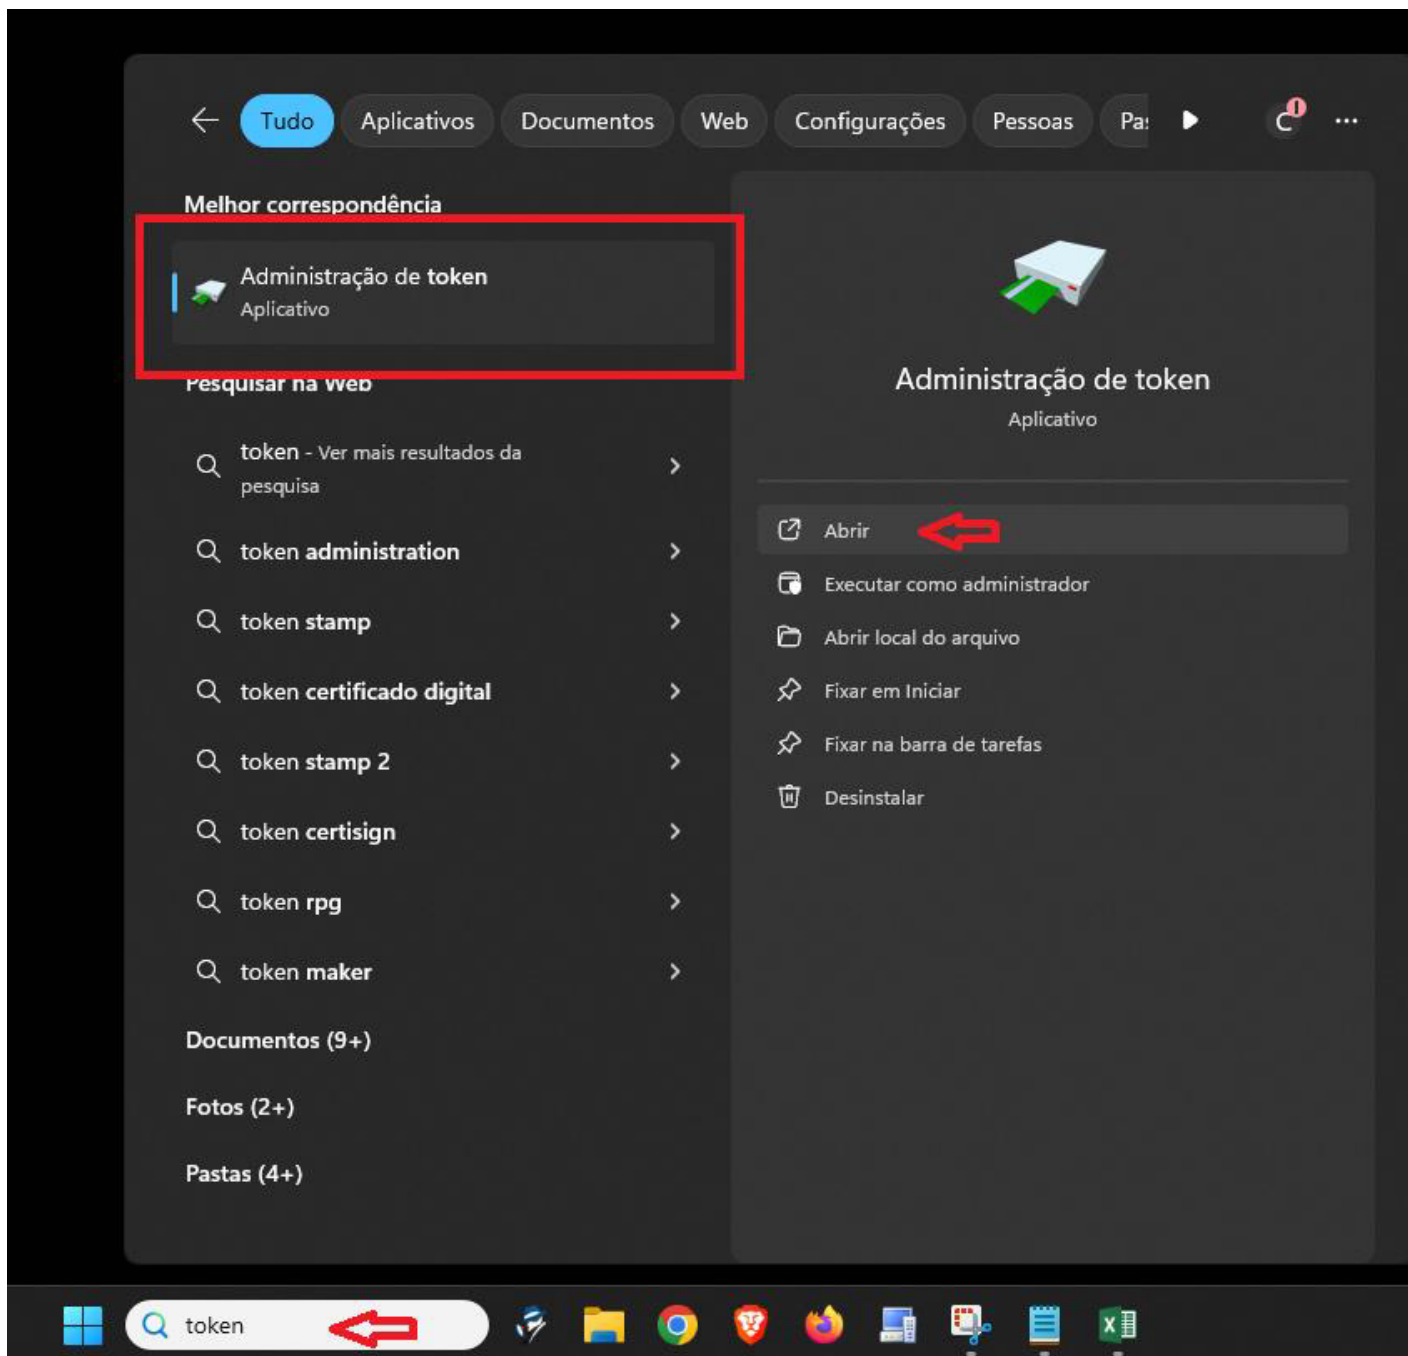 Tudo
Aplicativos
Documentos
Web
Configurações
Pessoas
C
Melhor correspondência
Administração de token
Aplicativo
Pesquisar na Web
token - Ver mais resultados da
pesquisa
token administration
token stamp
token certificado digital
token stamp 2
token certisign
token rpg
token maker
Documentos (9+)
Fotos (2+)
Pastas (4+)
Administração de token
Aplicativo
Abrir
Executar como administrador
Abrir local do arquivo
Fixar em Iniciar
Fixar na barra de tarefas
Desinstalar
token